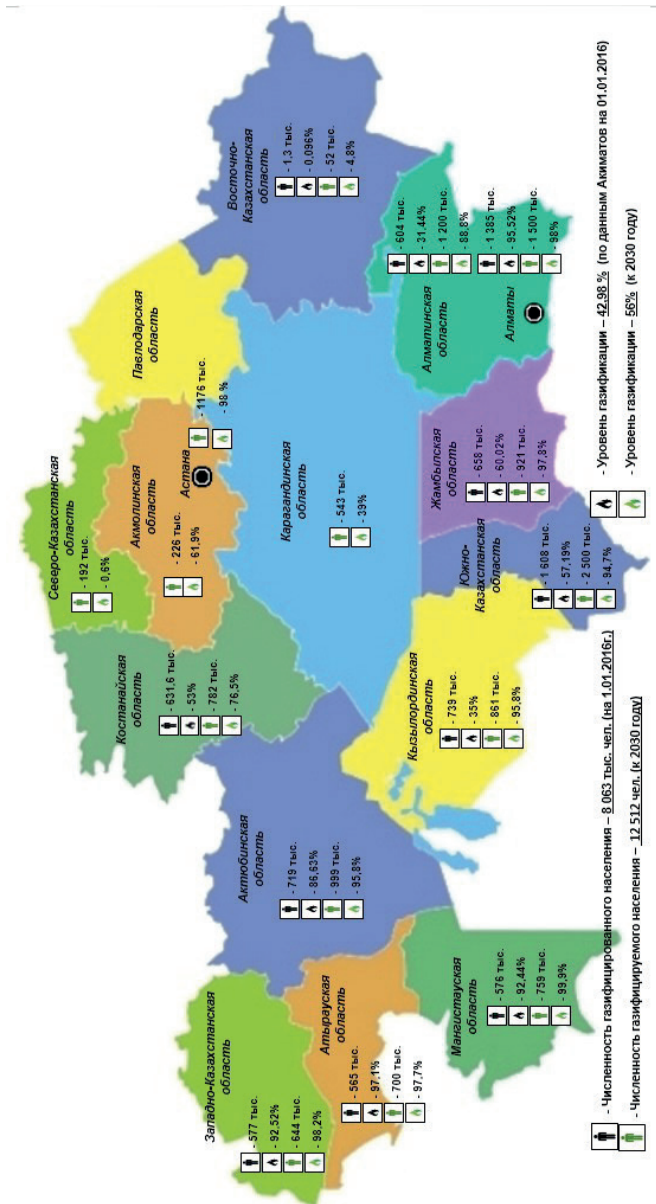 Северо-Казахстанская
область
- 192 тыс.
- 0,6%
Павлодарская
область
Костанайская
область
- 631,6 тыс.
- 53%
- 782 тыс.
- 76,5%
Акмолинская
область
- 226 тыс.
- 61,9%
Астана
- 1176 тыс.
- 98 %
Восточно-
Казахстанская
область
- 1,3 тыс.
- 0,096%
- 52 тыс.
- 4,8%
Западно-Казахстанская
область
- 577 тыс.
- 92,52%
- 644 тыс.
- 98,2%
Актюбинская
область
- 719 тыс.
- 86,63%
- 999 тыс.
- 95,8%
Карагандинская
область
- 543 тыс.
- 39%
Атырауская
область
- 565 тыс.
- 97,1%
- 700 тыс.
- 97,7%
Мангистауская
область
- 576 тыс.
- 92,44%
- 759 тыс.
- 99,9%
Кызылординская
область
- 739 тыс.
- 35%
- 861 тыс.
- 95,8%
Южно-
Казахстанская
область
- 1 608 тыс.
- 57,19%
- 2 500 тыс.
- 94,7%
Жамбылская
область
- 658 тыс.
- 60,02%
- 921 тыс.
- 97,8%
Алматинская
область
- 604 тыс.
- 31,44%
- 1 200 тыс.
- 88,8%
Алматы
- 1 385 тыс.
- 95,52%
- 1 500 тыс.
- 98%
- Численность газифицированного населения – 8 063 тыс. чел. (на 1.01.2016г.)
- Численность газифицируемого населения – 12 512 чел. (к 2030 году)
- Уровень газификации – 42,98 % (по данным Акиматов на 01.01.2016)
- Уровень газификации – 56% (к 2030 году)